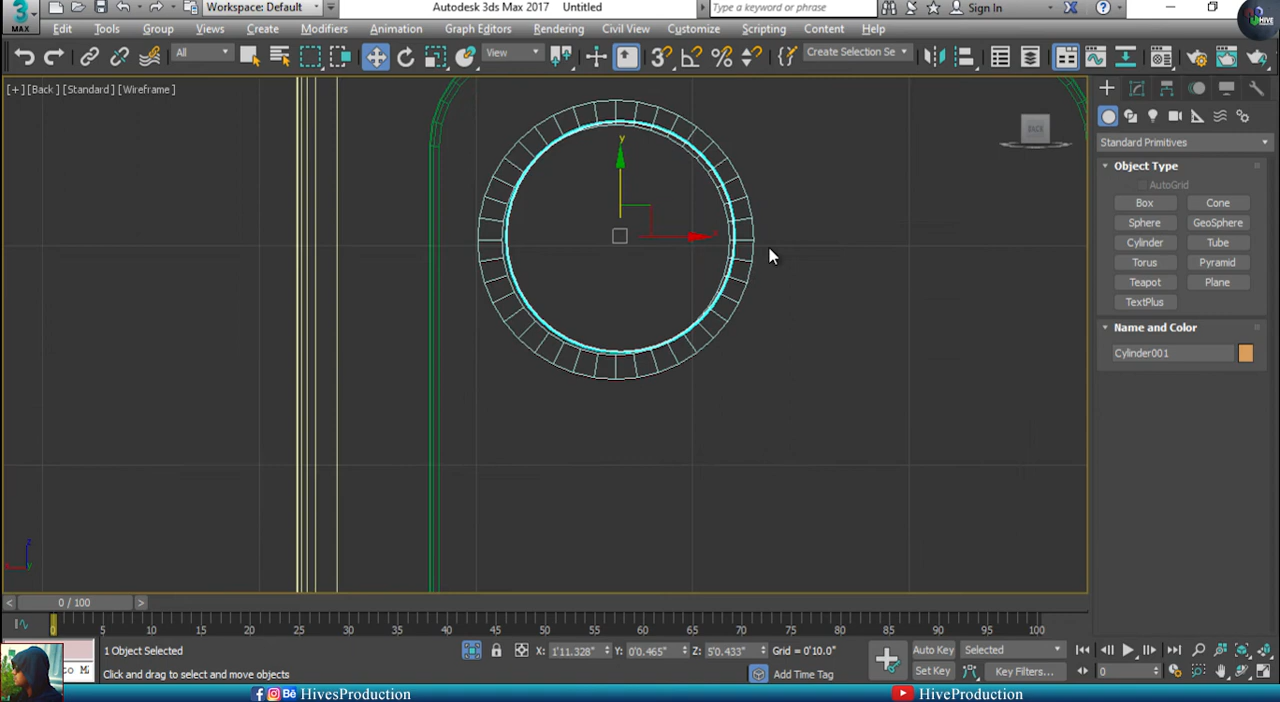 3
MAX
Workspace: Default
Autodesk 3ds Max 2017 Untitled
Type a keyword or phrase
Sign In
HIVE
Edit Tools Group Views Create Modifiers Animation Graph Editors Rendering Civil View Customize Scripting Content Help
All
View
Create Selection Se
[+] [Back] [Standard] [Wireframe]
BACK
Standard Primitives
Object Type
AutoGrid
Box Cone
Sphere GeoSphere
Cylinder Tube
Torus Pyramid
Teapot Plane
TextPlus
Name and Color
Cylinder001
y
x
z
0 / 100
0 5 10 15 20 25 30 35 40 45 50 55 60 65 70 75 80 85 90 95 100
1 Object Selected
X: 1'11.328" Y: 0'0.465" Z: 5'0.433" Grid = 0'10.0"
Auto Key Selected
Click and drag to select and move objects
Add Time Tag
Set Key Key Filters...
0
HivesProduction
HiveProduction